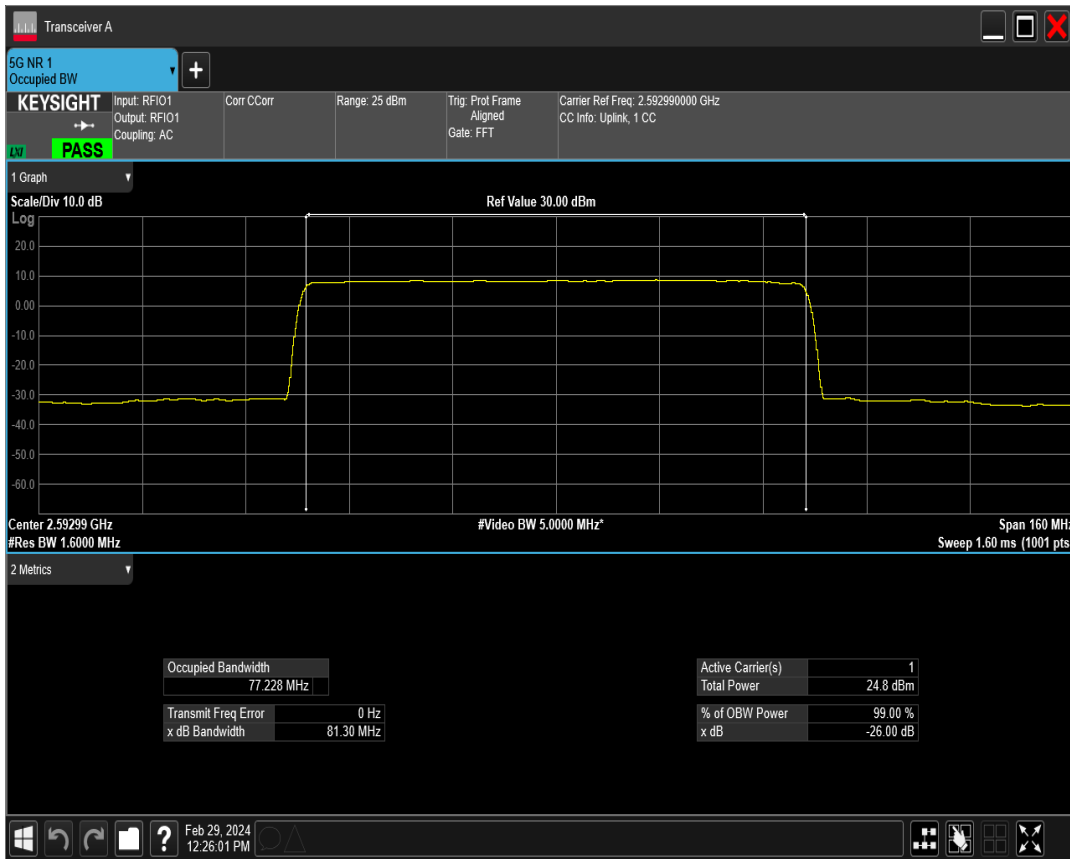 Transceiver A
5G NR 1
Occupied BW
KEYSIGHT
LXI
PASS
Input: RFIO1
Output: RFIO1
Coupling: AC
Corr CCorr
Range: 25 dBm
Trig: Prot Frame
Aligned
Gate: FFT
Carrier Ref Freq: 2.592990000 GHz
CC Info: Uplink, 1 CC
1 Graph
Scale/Div 10.0 dB
Ref Value 30.00 dBm
Log
20.0
10.0
0.00
-10.0
-20.0
-30.0
-40.0
-50.0
-60.0
Center 2.59299 GHz
#Video BW 5.0000 MHz*
Span 160 MHz
#Res BW 1.6000 MHz
Sweep 1.60 ms (1001 pts
2 Metrics
Occupied Bandwidth
77.228 MHz
Transmit Freq Error 0 Hz
x dB Bandwidth 81.30 MHz
Active Carrier(s) 1
Total Power 24.8 dBm
% of OBW Power 99.00 %
x dB -26.00 dB
Feb 29, 2024
12:26:01 PM